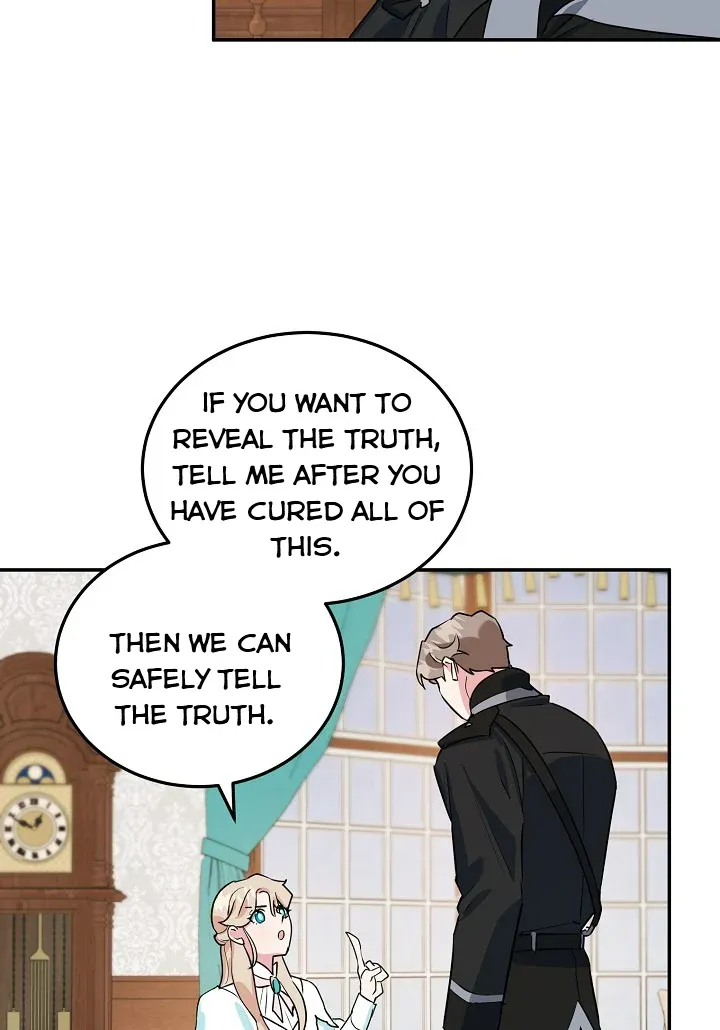 IF YOU WANT TO
REVEAL THE TRUTH,
TELL ME AFTER YOU
HAVE CURED ALL OF
THIS.
THEN WE CAN
SAFELY TELL
THE TRUTH.